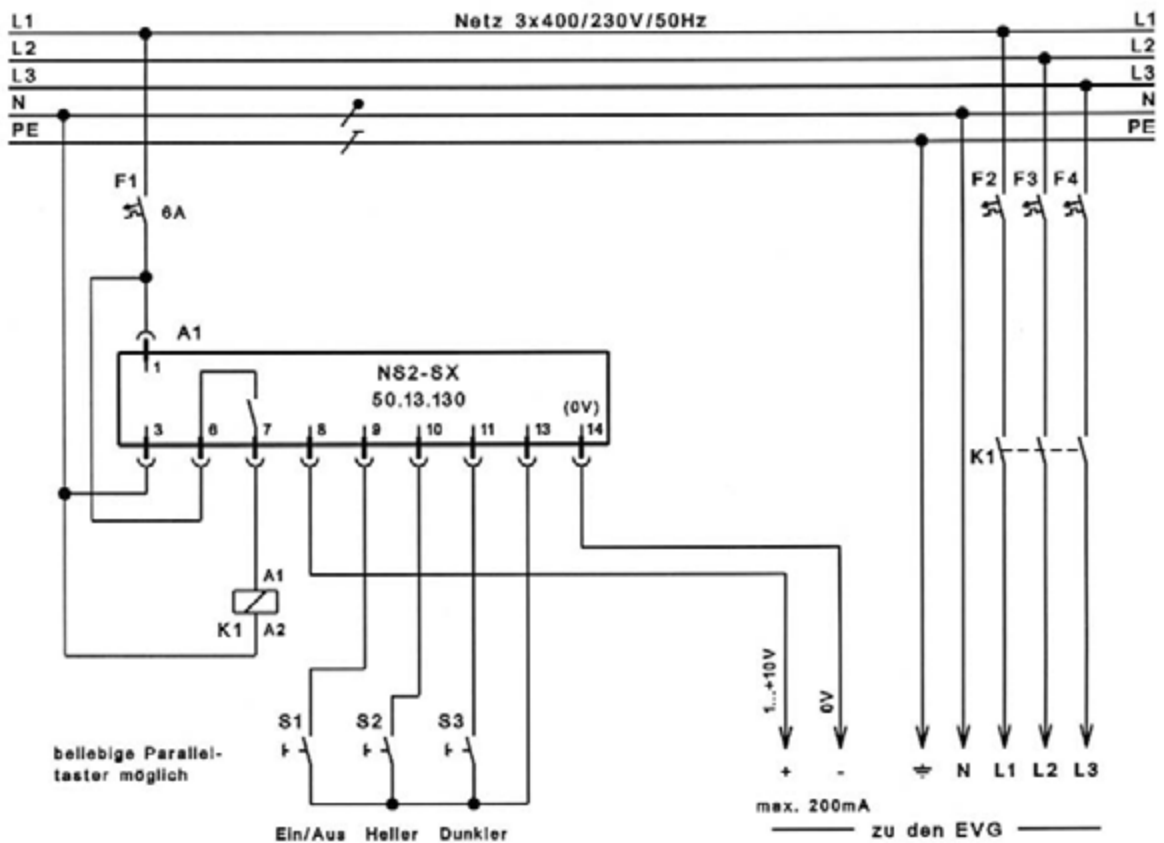 L1 Netz 3x400/230V/50Hz L1
L2 L2
L3 L3
N N
PE PE
F1 F2 F3 F4
6A
A1
1 NS2-SX
50.13.130
(0V)
3 6 7 8 9 10 11 13 14
K1
A1
K1 A2
1...+10V 0V
S1 S2 S3
beliebige Parallel-
taster möglich
+ - N L1 L2 L3
max. 200mA
Ein/Aus Heller Dunkler zu den EVG